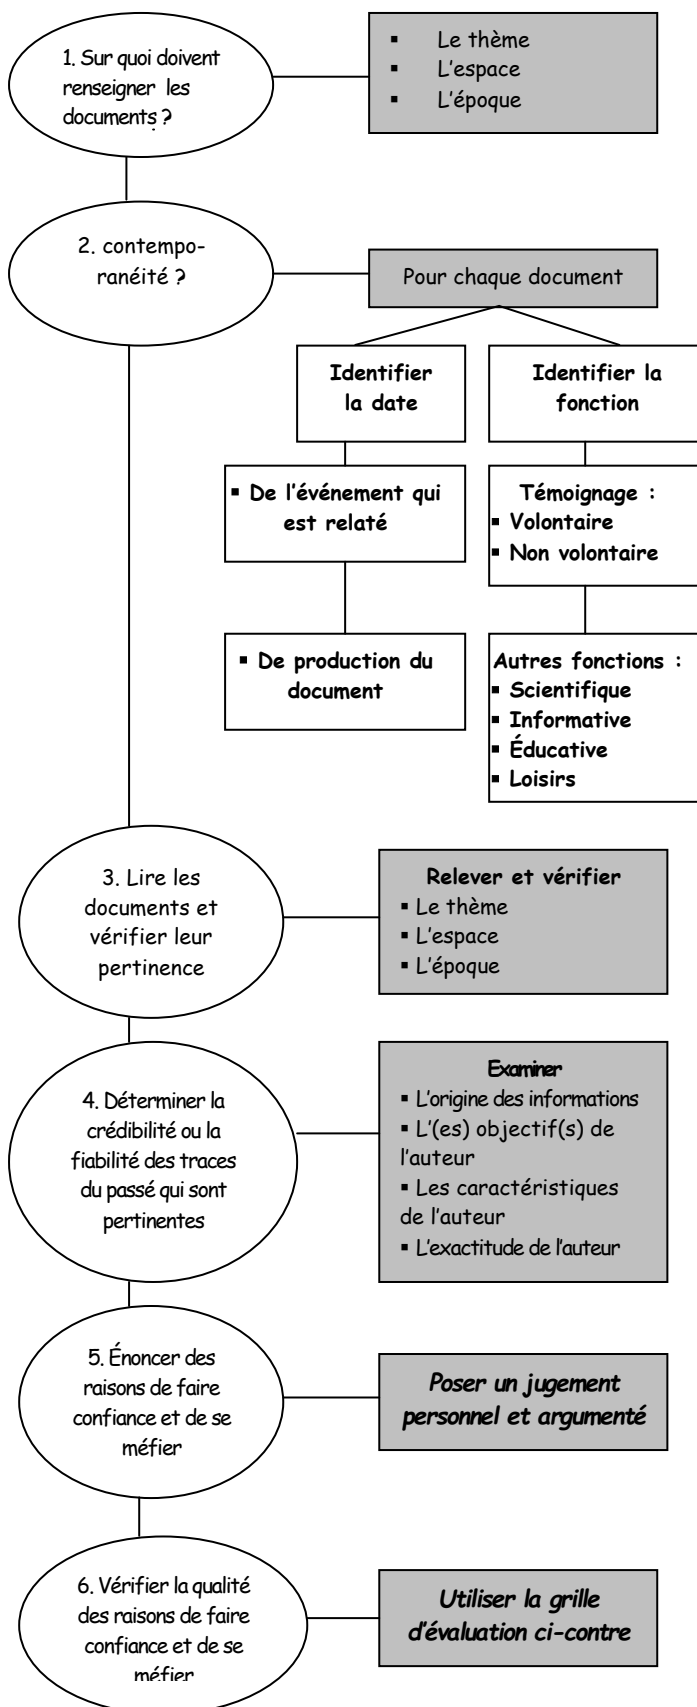 1. Sur quoi doivent
renseigner les
documents ?
▪ Le thème
▪ L'espace
▪ L'époque
2. contempo-
ranéité ?
Pour chaque document
Identifier
la date
Identifier la
fonction
▪ De l'événement qui
est relaté
Témoignage :
▪ Volontaire
▪ Non volontaire
▪ De production du
document
Autres fonctions :
▪ Scientifique
▪ Informative
▪ Éducative
▪ Loisirs
3. Lire les
documents et
vérifier leur
pertinence
Relever et vérifier
▪ Le thème
▪ L'espace
▪ L'époque
4. Déterminer la
crédibilité ou la
fiabilité des traces
du passé qui sont
pertinentes
Examiner
▪ L'origine des informations
▪ L'(es) objectif(s) de
l'auteur
▪ Les caractéristiques
de l'auteur
▪ L'exactitude de l'auteur
5. Énoncer des
raisons de faire
confiance et de se
méfier
Poser un jugement
personnel et argumenté
6. Vérifier la qualité
des raisons de faire
confiance et de se
méfier
Utiliser la grille
d'évaluation ci-contre